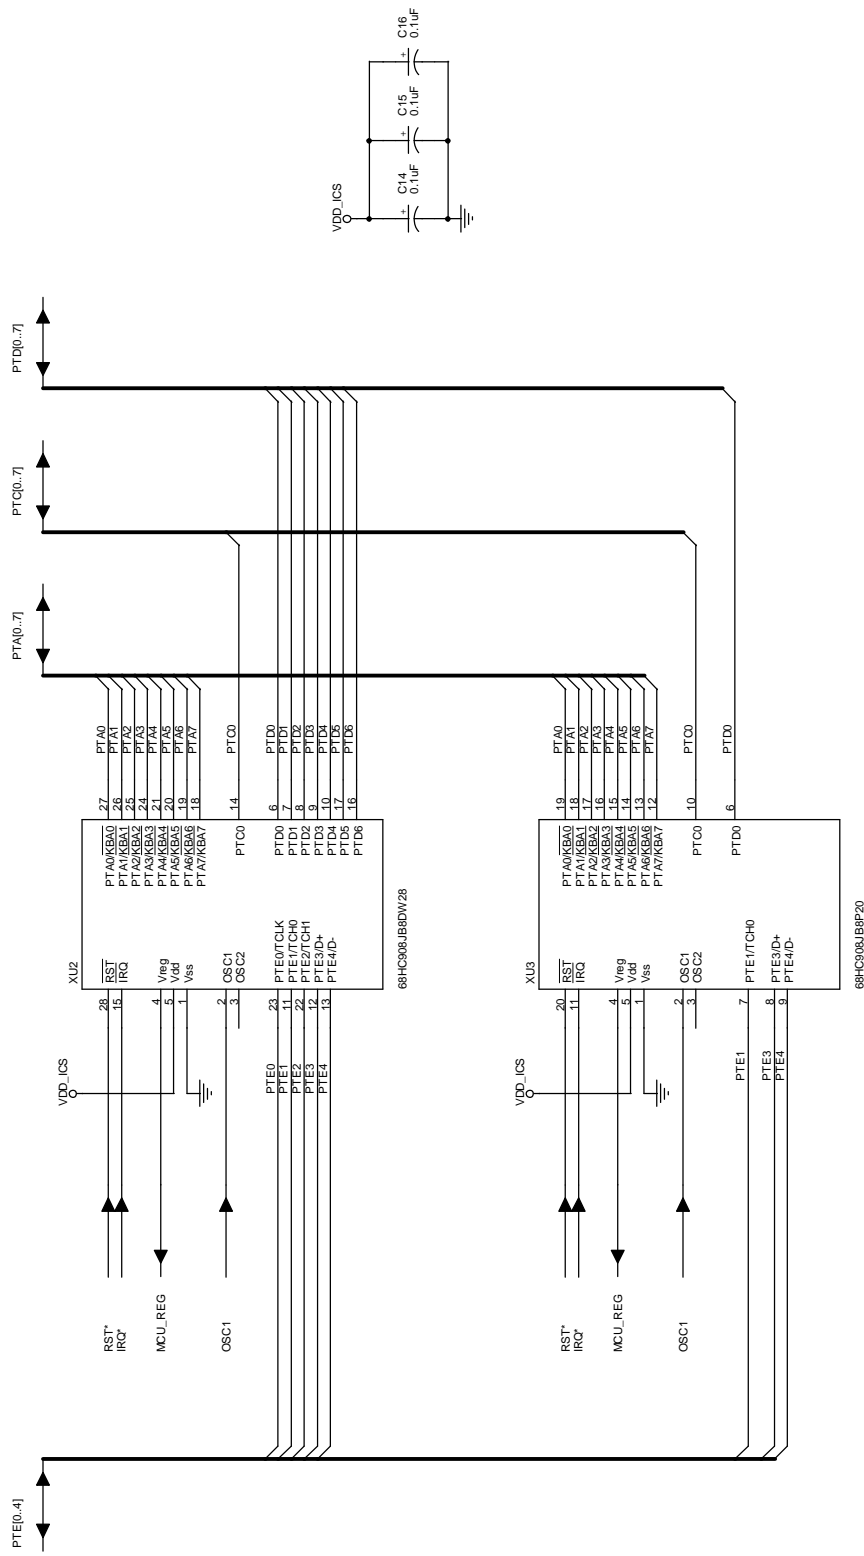 PTE[0..4]
PTA[0..7]
PTC[0..7]
PTD[0..7]
RST*
IRQ*
MCU_REG
OSC1
VDD_ICS
PTE0
PTE1
PTE2
PTE3
PTE4
XU2
28
15
4
5
1
2
3
23
11
22
12
13
RST
IRQ
Vreg
Vdd
Vss
OSC1
OSC2
PTE0/TCLK
PTE1/TCH0
PTE2/TCH1
PTE3/D+
PTE4/D-
PTA0/KBA0
PTA1/KBA1
PTA2/KBA2
PTA3/KBA3
PTA4/KBA4
PTA5/KBA5
PTA6/KBA6
PTA7/KBA7
PTC0
PTD0
PTD1
PTD2
PTD3
PTD4
PTD5
PTD6
27
26
25
24
21
20
19
18
14
6
7
8
9
10
17
16
PTA0
PTA1
PTA2
PTA3
PTA4
PTA5
PTA6
PTA7
PTC0
PTD0
PTD1
PTD2
PTD3
PTD4
PTD5
PTD6
68HC908JB8DW28
VDD_ICS
C14
0.1uF
C15
0.1uF
C16
0.1uF
+
+
+
RST*
IRQ*
MCU_REG
OSC1
VDD_ICS
PTE1
PTE3
PTE4
XU3
20
11
4
5
1
2
3
7
8
9
RST
IRQ
Vreg
Vdd
Vss
OSC1
OSC2
PTE1/TCH0
PTE3/D+
PTE4/D-
PTA0/KBA0
PTA1/KBA1
PTA2/KBA2
PTA3/KBA3
PTA4/KBA4
PTA5/KBA5
PTA6/KBA6
PTA7/KBA7
PTC0
PTD0
19
18
17
16
15
14
13
12
10
6
PTA0
PTA1
PTA2
PTA3
PTA4
PTA5
PTA6
PTA7
PTC0
PTD0
68HC908JB8P20